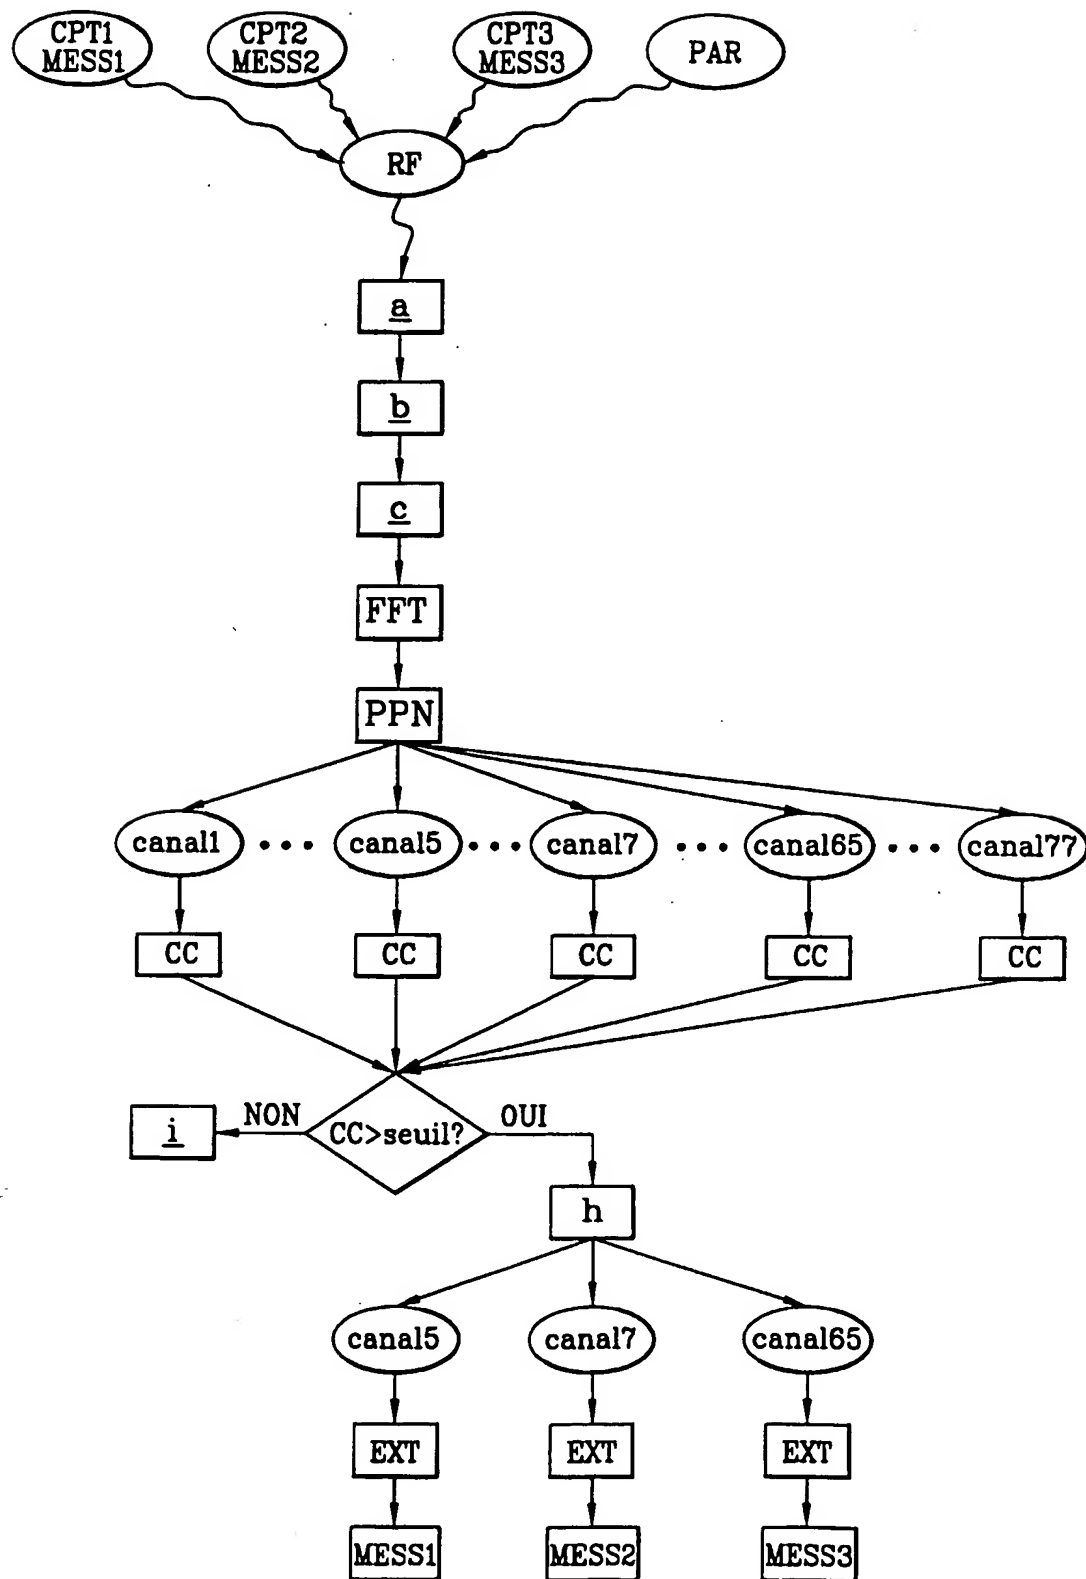 CPT1
MESS1
CPT2
MESS2
CPT3
MESS3
PAR
RF
a
b
c
FFT
PPN
canal1
canal5
canal7
canal65
canal77
CC
CC
CC
CC
CC
CC>seuil?
NON
OUI
i
h
canal5
canal7
canal65
EXT
EXT
EXT
MESS1
MESS2
MESS3